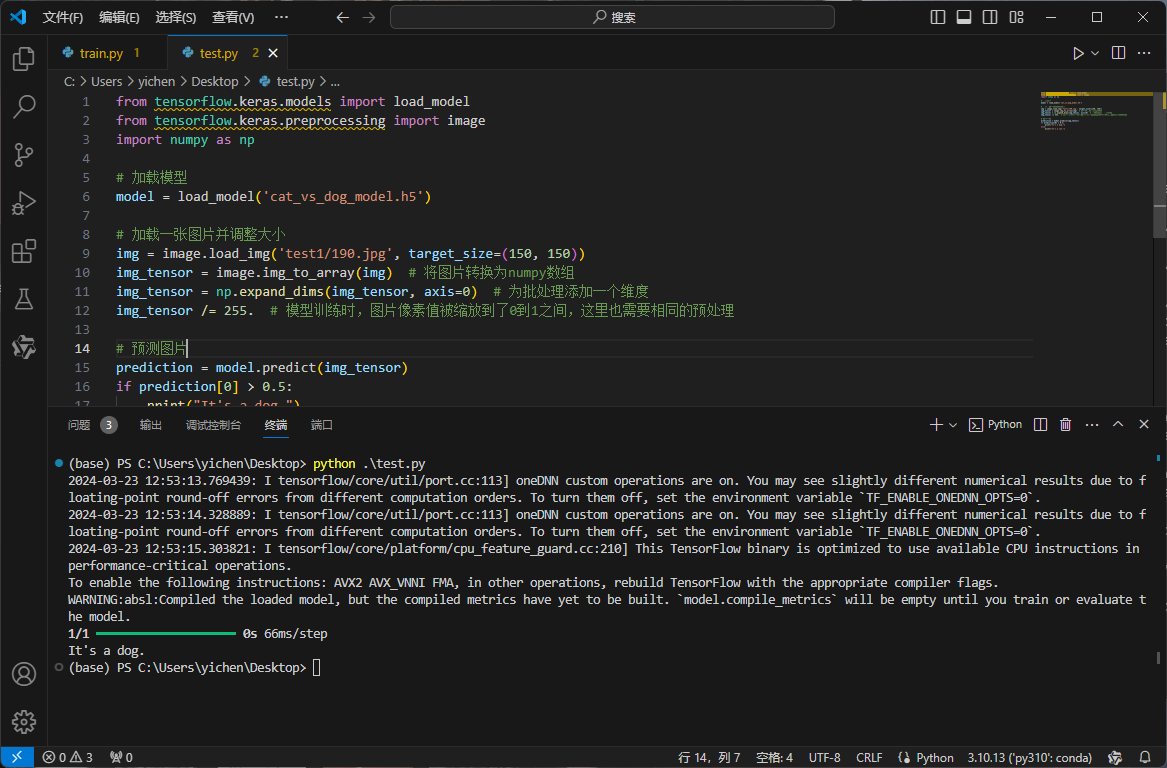 文件(F) 编辑(E) 选择(S) 查看(V) ··· 搜索
train.py 1 test.py 2
C: > Users > yichen > Desktop > test.py > ...
1 from tensorflow.keras.models import load_model
2 from tensorflow.keras.preprocessing import image
3 import numpy as np
4
5 # 加载模型
6 model = load_model('cat_vs_dog_model.h5')
7
8 # 加载一张图片并调整大小
9 img = image.load_img('test1/190.jpg', target_size=(150, 150))
10 img_tensor = image.img_to_array(img)  # 将图片转换为numpy数组
11 img_tensor = np.expand_dims(img_tensor, axis=0)  # 为批处理添加一个维度
12 img_tensor /= 255.  # 模型训练时，图片像素值被缩放到了0到1之间，这里也需要相同的预处理
13
14 # 预测图片
15 prediction = model.predict(img_tensor)
16 if prediction[0] > 0.5:
17     print("It's a dog.")
问题 3 输出 调试控制台 终端 端口 Python
(base) PS C:\Users\yichen\Desktop> python .\test.py
2024-03-23 12:53:13.769439: I tensorflow/core/util/port.cc:113] oneDNN custom operations are on. You may see slightly different numerical results due to f
loating-point round-off errors from different computation orders. To turn them off, set the environment variable `TF_ENABLE_ONEDNN_OPTS=0`.
2024-03-23 12:53:14.328889: I tensorflow/core/util/port.cc:113] oneDNN custom operations are on. You may see slightly different numerical results due to f
loating-point round-off errors from different computation orders. To turn them off, set the environment variable `TF_ENABLE_ONEDNN_OPTS=0`.
2024-03-23 12:53:15.303821: I tensorflow/core/platform/cpu_feature_guard.cc:210] This TensorFlow binary is optimized to use available CPU instructions in
performance-critical operations.
To enable the following instructions: AVX2 AVX_VNNI FMA, in other operations, rebuild TensorFlow with the appropriate compiler flags.
WARNING:absl:Compiled the loaded model, but the compiled metrics have yet to be built. `model.compile_metrics` will be empty until you train or evaluate t
he model.
1/1 0s 66ms/step
It's a dog.
(base) PS C:\Users\yichen\Desktop>
0 3 0 行 14，列 7 空格: 4 UTF-8 CRLF Python 3.10.13 ('py310': conda)